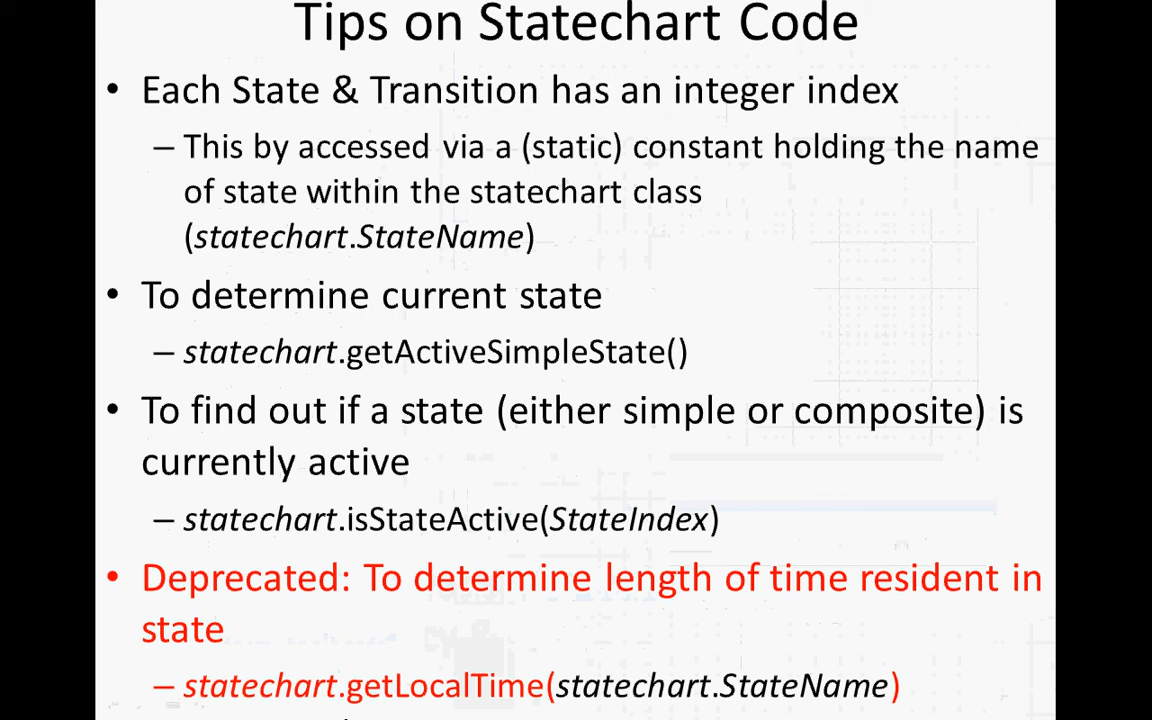 Tips on Statechart Code
• Each State & Transition has an integer index
– This by accessed via a (static) constant holding the name
of state within the statechart class
(statechart.StateName)
• To determine current state
– statechart.getActiveSimpleState()
• To find out if a state (either simple or composite) is
currently active
– statechart.isStateActive(StateIndex)
• Deprecated: To determine length of time resident in
state
– statechart.getLocalTime(statechart.StateName)